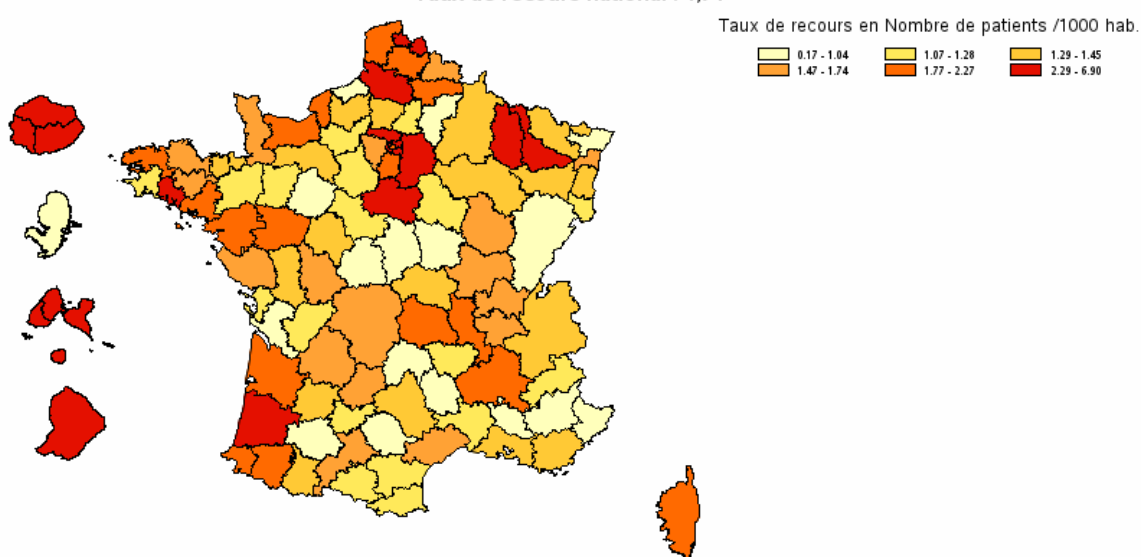 Taux de recours en Nombre de patients /1000 hab.
0.17 - 1.04 1.07 - 1.28 1.29 - 1.45
1.47 - 1.74 1.77 - 2.27 2.29 - 6.90